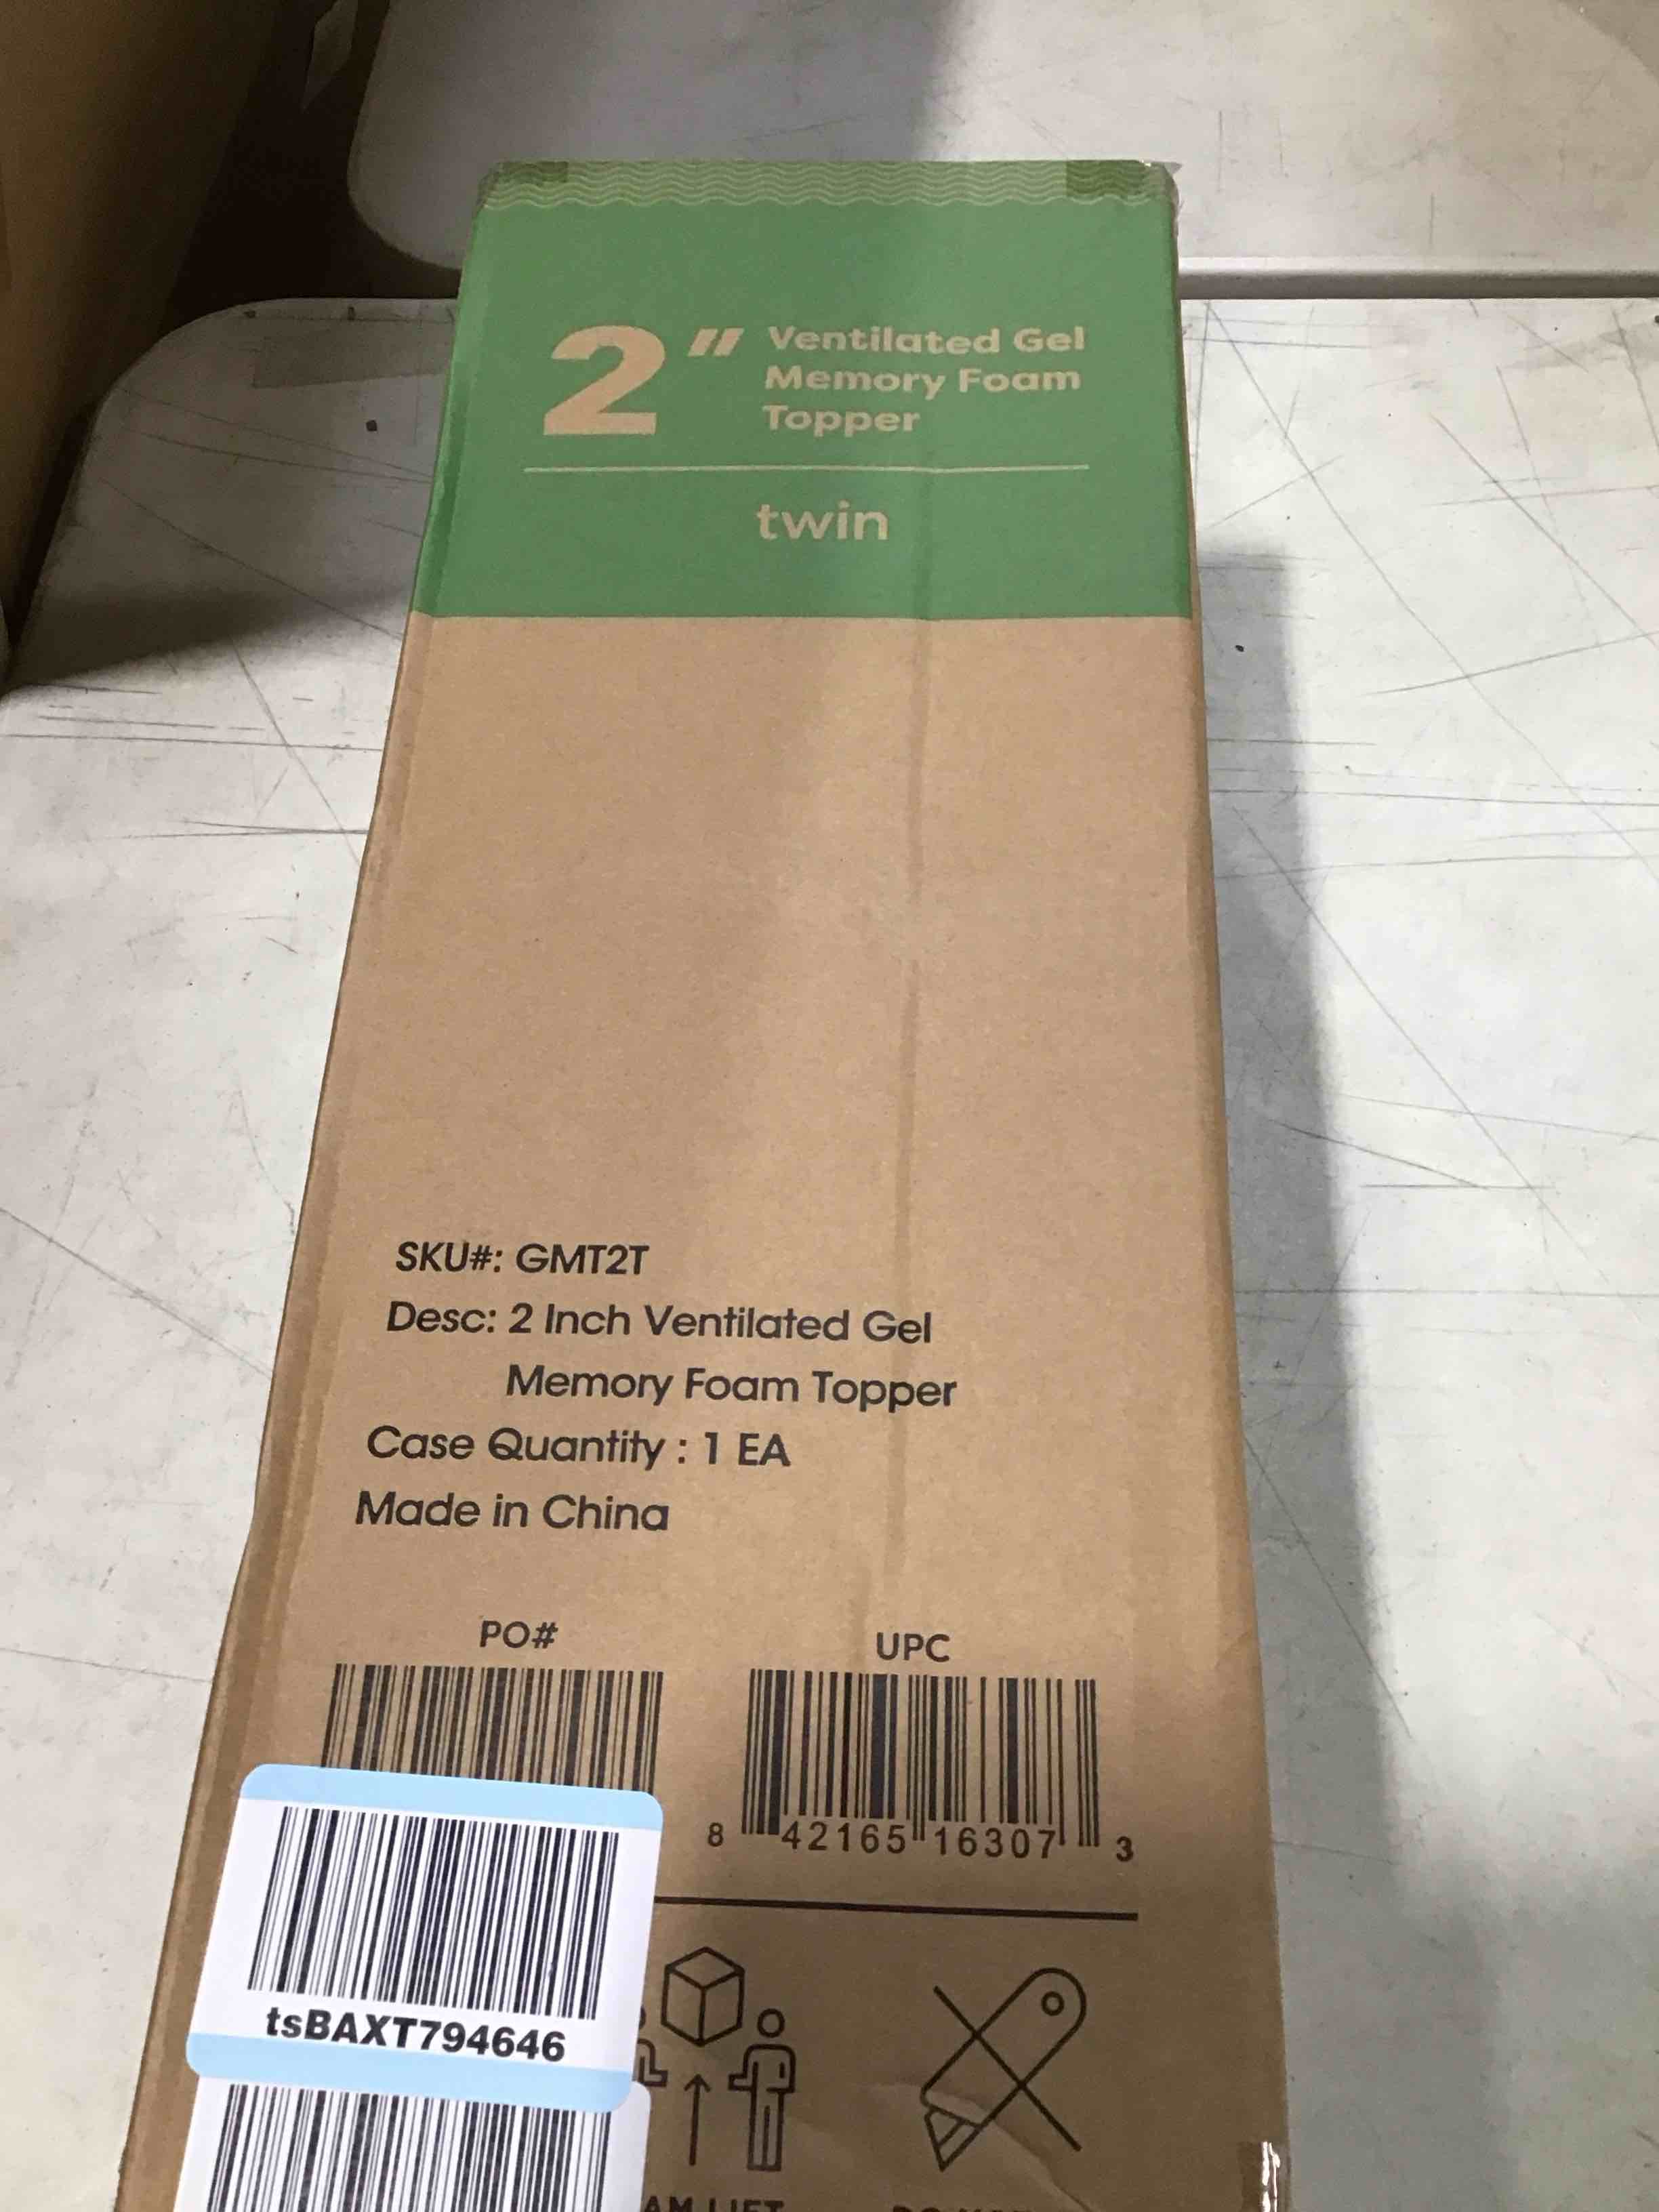 2" Ventilated Gel
Memory Foam
Topper
twin
SKU#: GMT2T
Desc: 2 Inch Ventilated Gel
Memory Foam Topper
Case Quantity : 1 EA
Made in China
PO#
UPC
8 42165 16307 3
tsBAXT794646